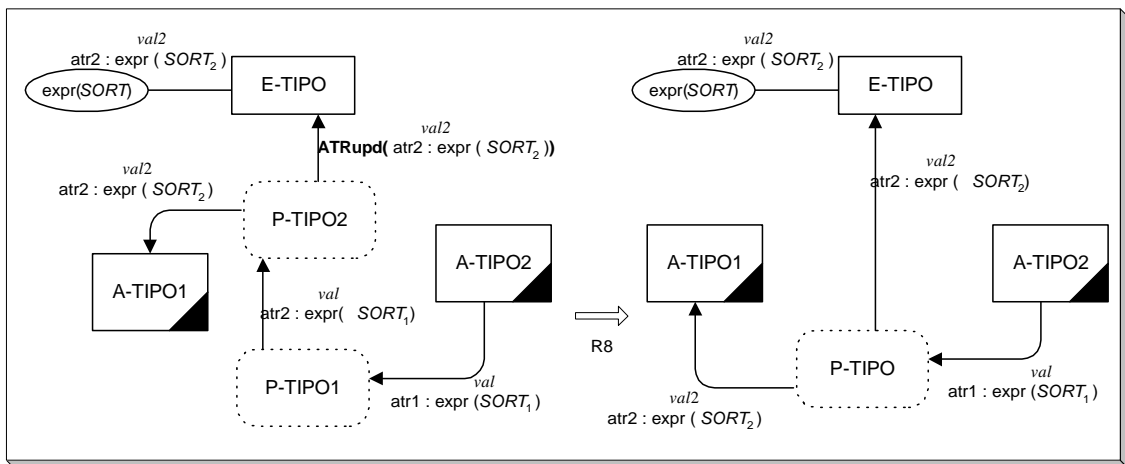 val2
atr2 : expr ( SORT₂ )
expr(SORT)
E-TIPO
val2
ATRupd( atr2 : expr ( SORT₂ ))
val2
atr2 : expr ( SORT₂ )
P-TIPO2
A-TIPO1
A-TIPO2
val
atr2 : expr( SORT₁)
P-TIPO1
val
atr1 : expr (SORT₁)
R8
val2
atr2 : expr ( SORT₂ )
expr(SORT)
E-TIPO
val2
atr2 : expr ( SORT₂)
A-TIPO1
A-TIPO2
P-TIPO
val
atr1 : expr (SORT₁)
val2
atr2 : expr ( SORT₂)